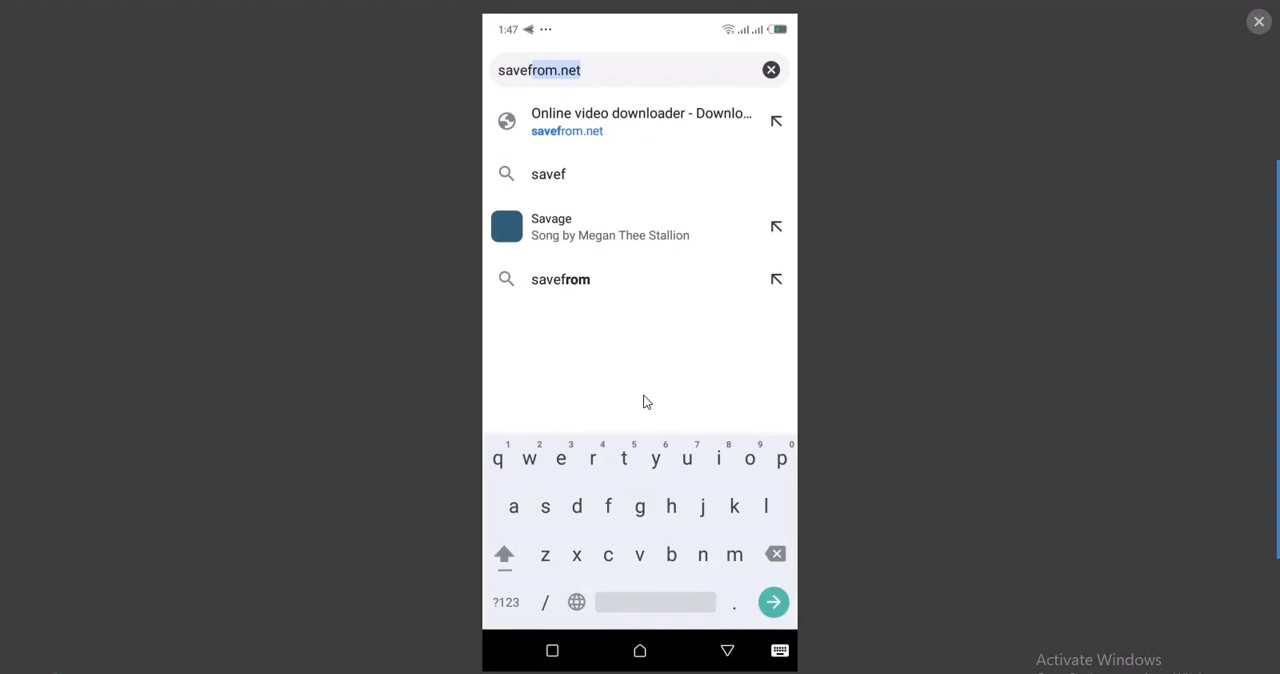 1:47
savefrom.net
Online video downloader - Downlo...
savefrom.net
savef
Savage
Song by Megan Thee Stallion
savefrom
1 2 3 4 5 6 7 8 9 0
q w e r t y u i o p
a s d f g h j k l
z x c v b n m
?123 / .
Activate Windows